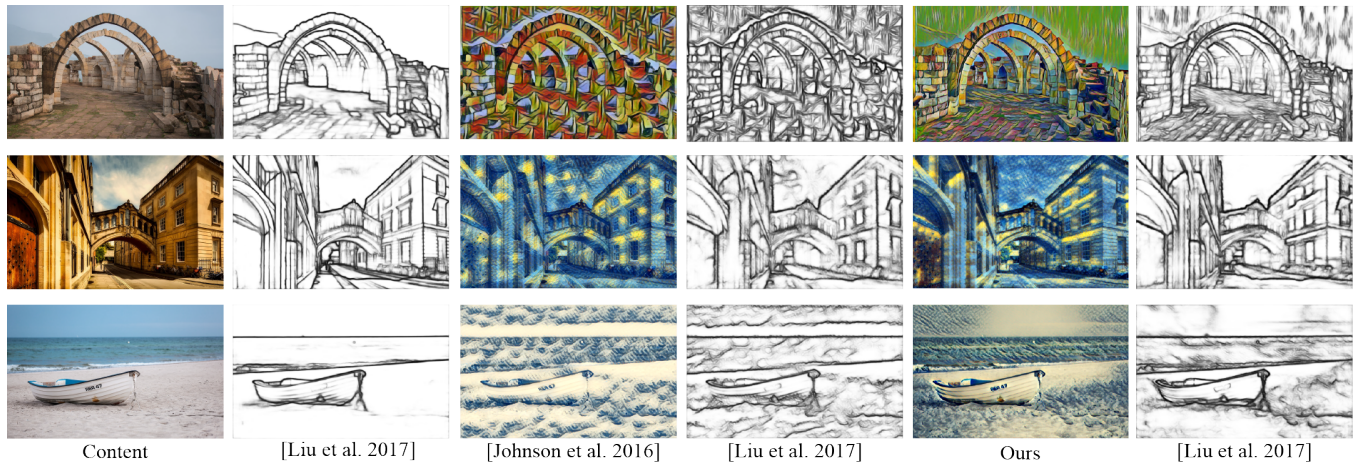 Content
[Liu et al. 2017]
[Johnson et al. 2016]
[Liu et al. 2017]
Ours
[Liu et al. 2017]